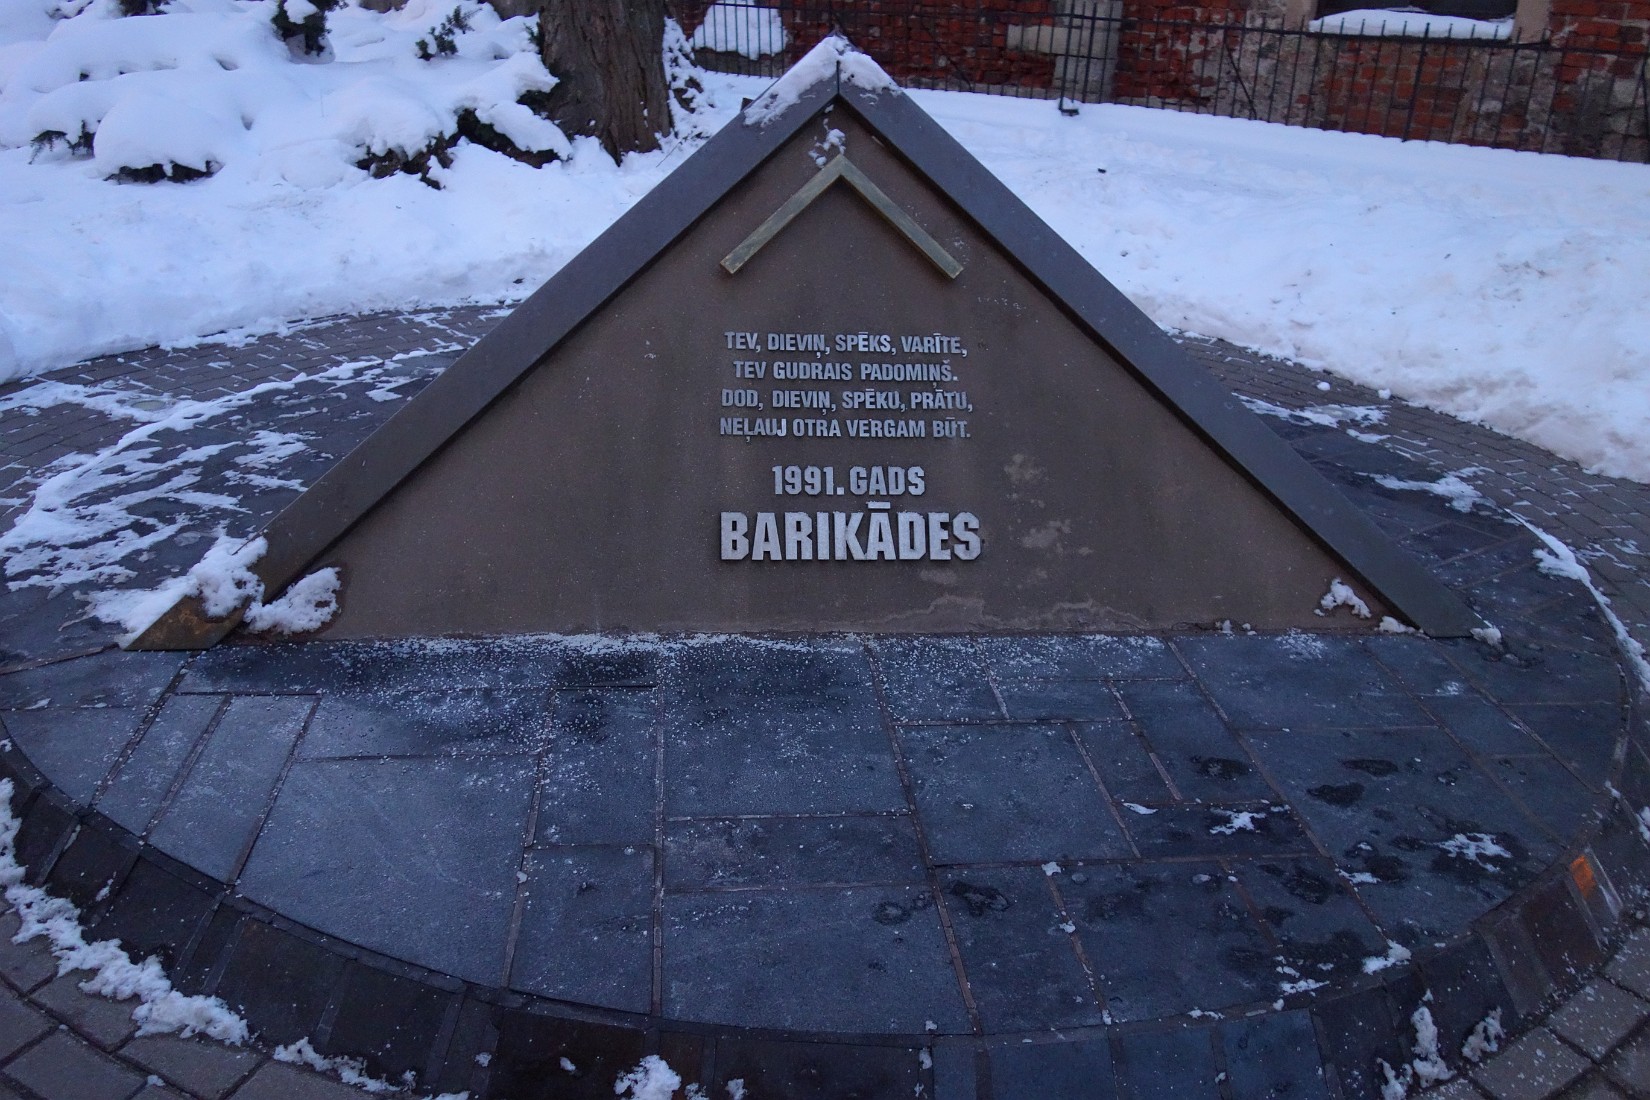 TEV, DIEVIŅ, SPĒKS, VARĪTE,
TEV GUDRAIS PADOMIŅŠ.
DOD, DIEVIŅ, SPĒKU, PRĀTU,
NEĻAUJ OTRA VERGAM BŪT.
1991. GADS
BARIKĀDES